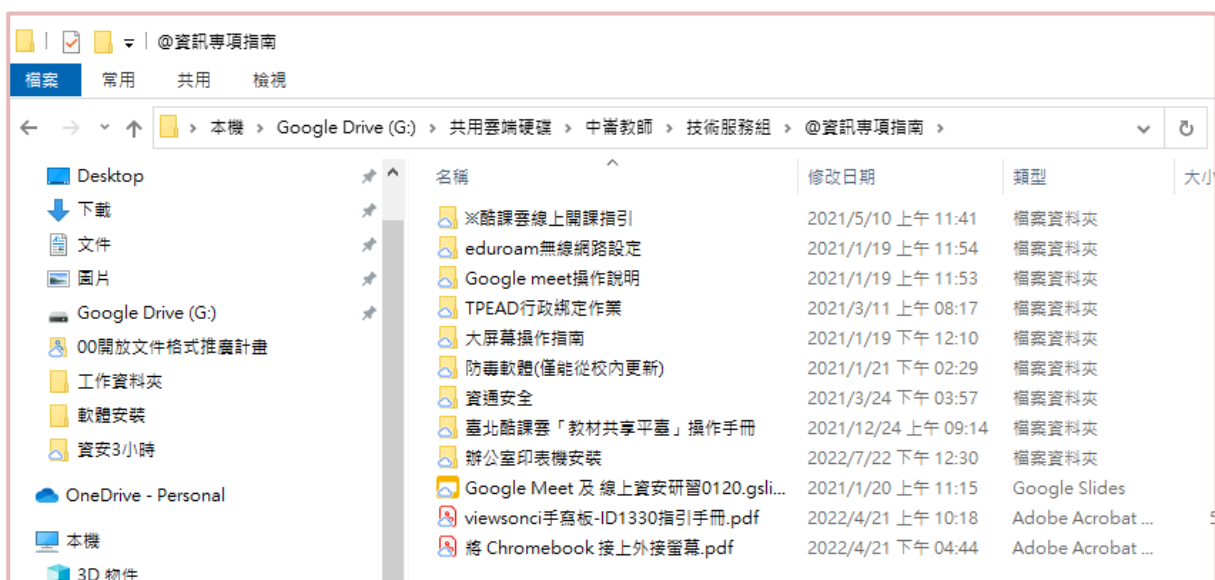 @資訊專項指南
檔案 常用 共用 檢視
本機 > Google Drive (G:) > 共用雲端硬碟 > 中崙教師 > 技術服務組 > @資訊專項指南 >
Desktop
下載
文件
圖片
Google Drive (G:)
00開放文件格式推廣計畫
工作資料夾
軟體安裝
資安3小時
OneDrive - Personal
本機
3D 物件
名稱 修改日期 類型 大小
※酷課雲線上開課指引 2021/5/10 上午 11:41 檔案資料夾
eduroam無線網路設定 2021/1/19 上午 11:54 檔案資料夾
Google meet操作說明 2021/1/19 上午 11:53 檔案資料夾
TPEAD行政綁定作業 2021/3/11 上午 08:17 檔案資料夾
大屏幕操作指南 2021/1/19 下午 12:10 檔案資料夾
防毒軟體(僅能從校內更新) 2021/1/21 下午 02:29 檔案資料夾
資通安全 2021/3/24 下午 03:57 檔案資料夾
臺北酷課雲「教材共享平臺」操作手冊 2021/12/24 上午 09:14 檔案資料夾
辦公室印表機安裝 2022/7/22 下午 12:30 檔案資料夾
Google Meet 及 線上資安研習0120.gsli... 2021/1/20 上午 11:15 Google Slides
viewsonci手寫板-ID1330指引手冊.pdf 2022/4/21 上午 10:18 Adobe Acrobat ...
將 Chromebook 接上外接螢幕.pdf 2022/4/21 下午 04:44 Adobe Acrobat ...